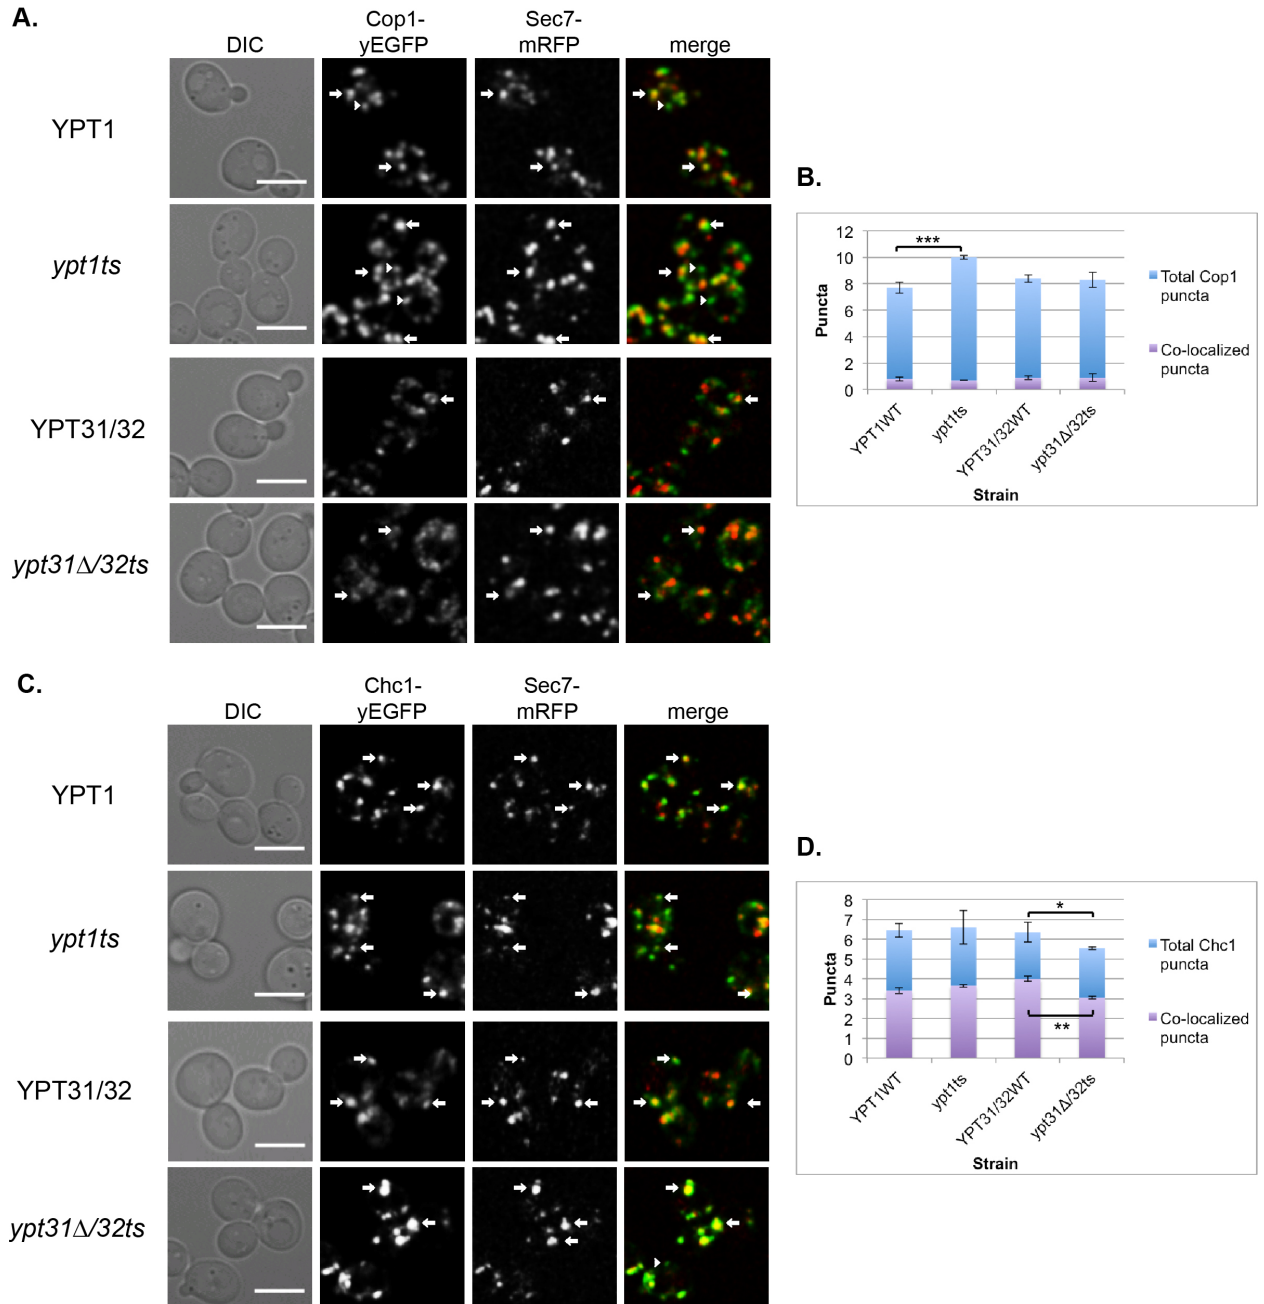 A.
Cop1-
Sec7-
DIC
yEGFP
mRFP
merge
YPT1
ypt1ts
YPT31/32
ypt31Δ/32ts
B.
12
10
8
6
4
2
0
Puncta
***
YPT1WT
ypt1ts
YPT31/32WT
ypt31Δ/32ts
Strain
Total Cop1
puncta
Co-localized
puncta
C.
Chc1-
Sec7-
DIC
yEGFP
mRFP
merge
YPT1
ypt1ts
YPT31/32
ypt31Δ/32ts
D.
8
7
6
5
4
3
2
1
0
Puncta
*
**
YPT1WT
ypt1ts
YPT31/32WT
ypt31Δ/32ts
Strain
Total Chc1
puncta
Co-localized
puncta